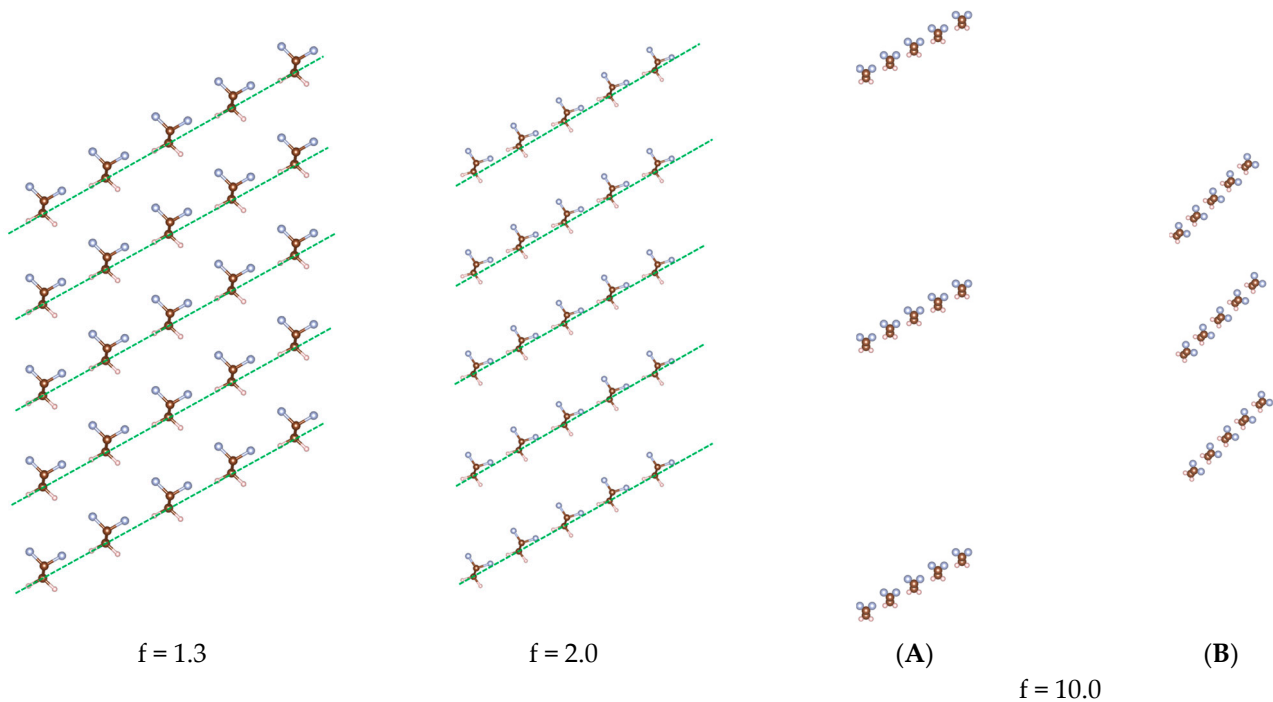 f = 1.3
f = 2.0
(A)
(B)
f = 10.0